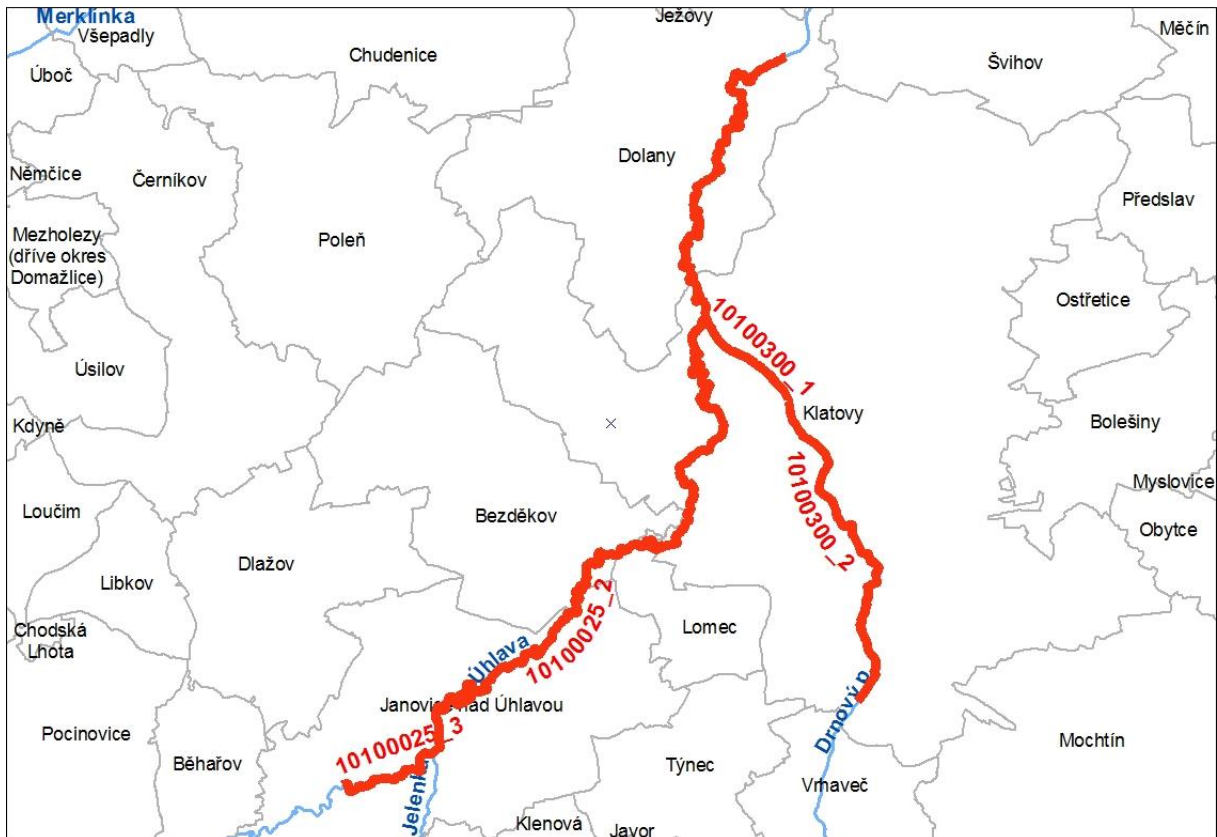 Merklínka
Všepadly
Ježovy
Měčín
Úboč
Chudenice
Švihov
Němčice
Černíkov
Dolany
Předslav
Mezholezy
(dříve okres
Domažlice)
Poleň
Ostřetice
10100300_1
Úsilov
Klatovy
Bolešiny
Kdyně
Myslovice
Loučim
Bezděkov
10100300_2
Obytce
Dlažov
Libkov
Chodská
Lhota
Lomec
Úhlava
10100025_2
Janovice nad Úhlavou
Drnový p.
Pocinovice
10100025_3
Mochtín
Běhařov
Týnec
Vrhaveč
Jelenka
Klenová
Javor